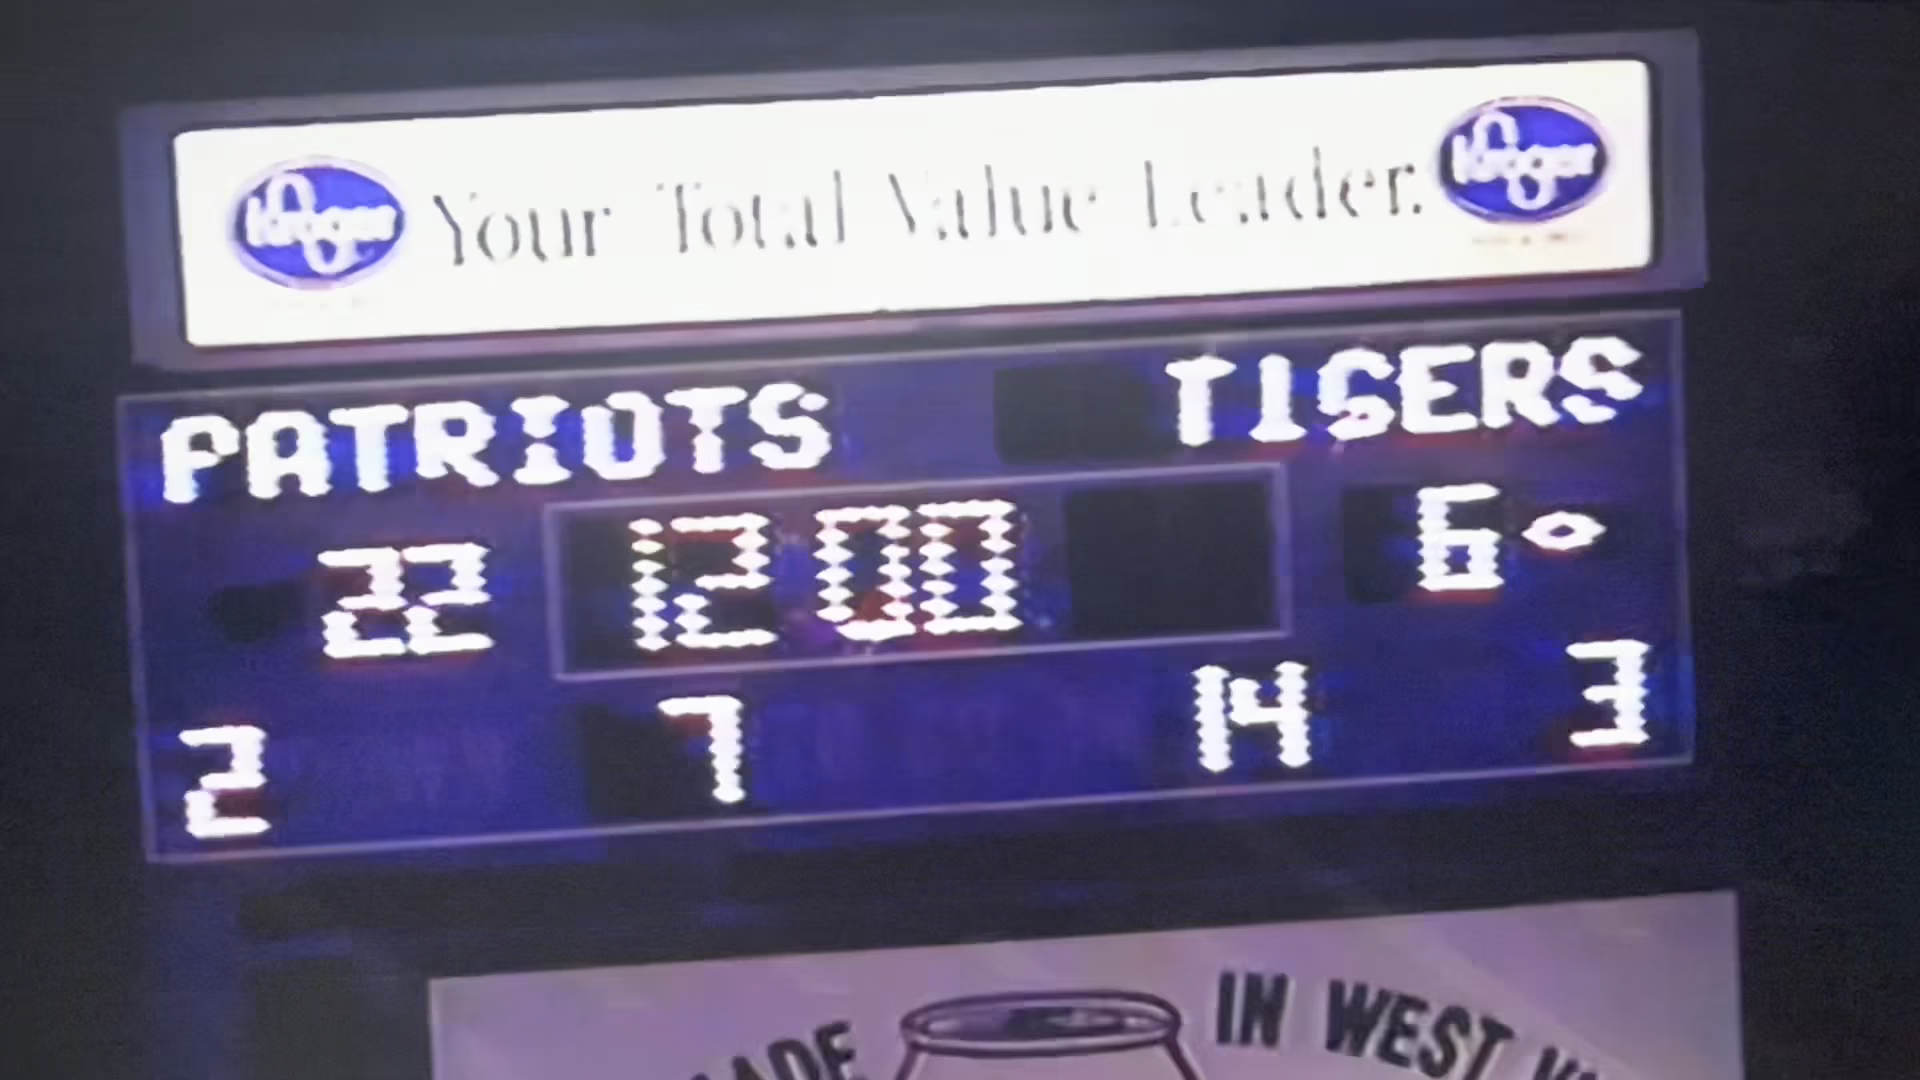 Kroger Your Total Value Leader. Kroger
PATRIOTS TIGERS
22 12 00 6°
2 7 14 3
IN WEST